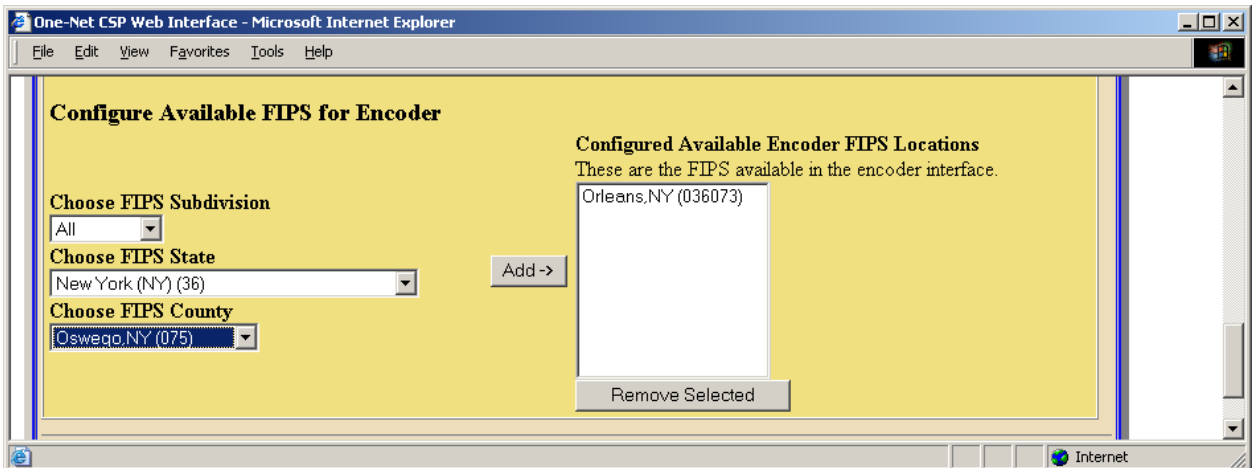 One-Net CSP Web Interface - Microsoft Internet Explorer
File Edit View Favorites Tools Help
Configure Available FIPS for Encoder
Configured Available Encoder FIPS Locations
These are the FIPS available in the encoder interface.
Orleans,NY (036073)
Choose FIPS Subdivision
All
Choose FIPS State
New York (NY) (36)
Add ->
Choose FIPS County
Oswego,NY (075)
Remove Selected
Internet